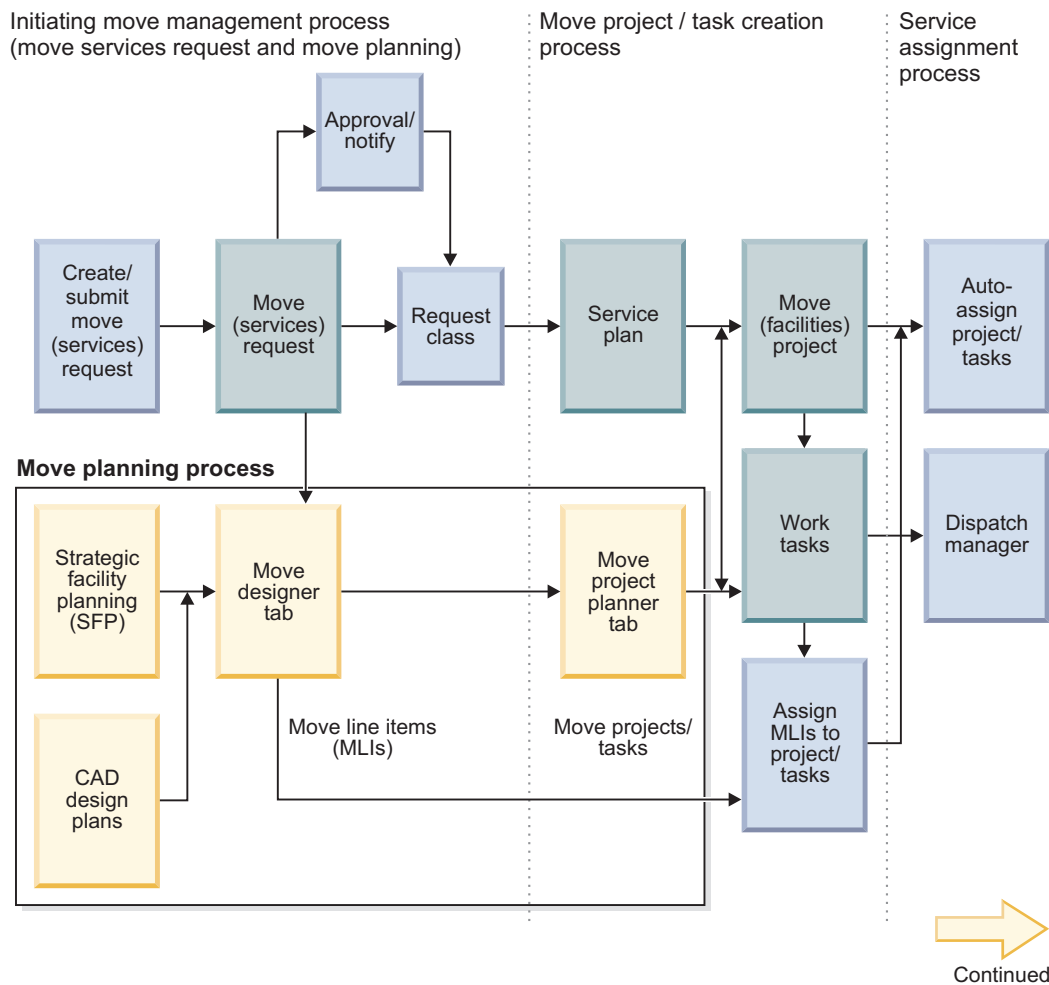 Initiating move management process
(move services request and move planning)
Move project / task creation
process
Service
assignment
process
Approval/
notify
Create/
submit
move
(services)
request
Move
(services)
request
Request
class
Service
plan
Move
(facilities)
project
Auto-
assign
project/
tasks
Move planning process
Strategic
facility
planning
(SFP)
Move
designer
tab
Move
project
planner
tab
Work
tasks
Dispatch
manager
CAD
design
plans
Move line items
(MLIs)
Move projects/
tasks
Assign
MLIs to
project/
tasks
Continued